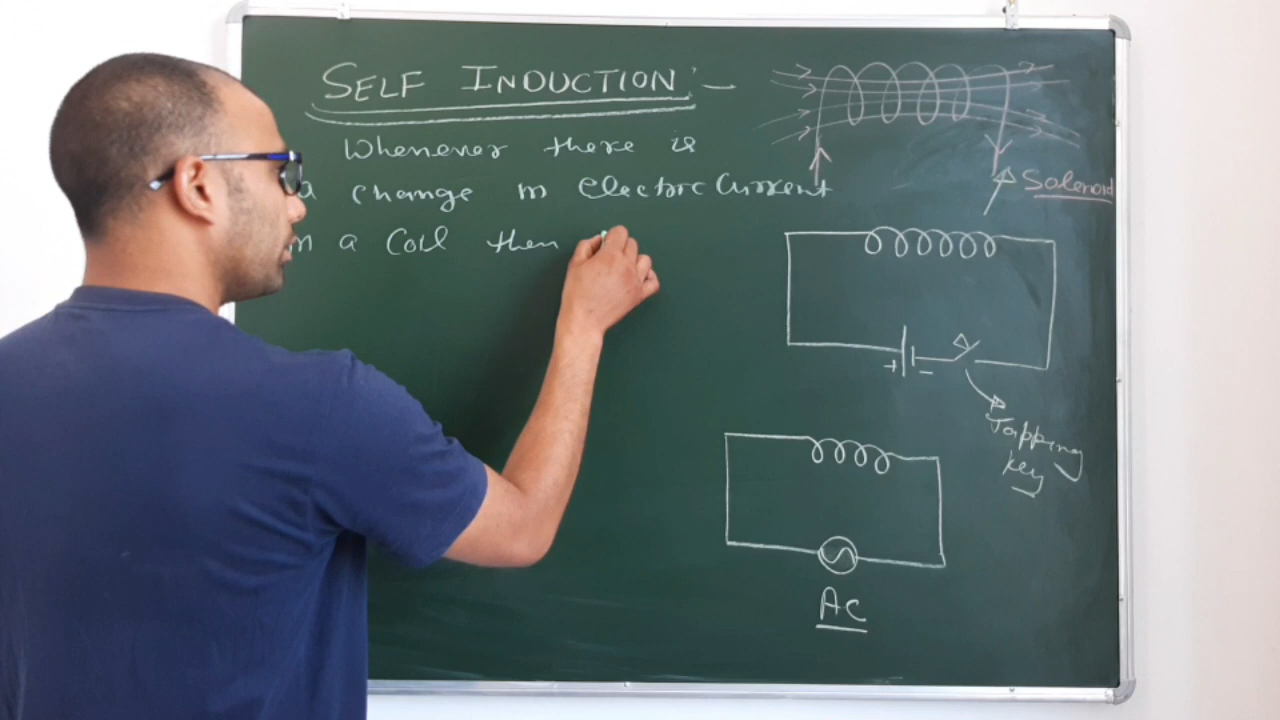 SELF INDUCTION :-
Whenever there is
a change in electric Current
in a Coil then
Solenoid
+ -
Tapping
key
AC